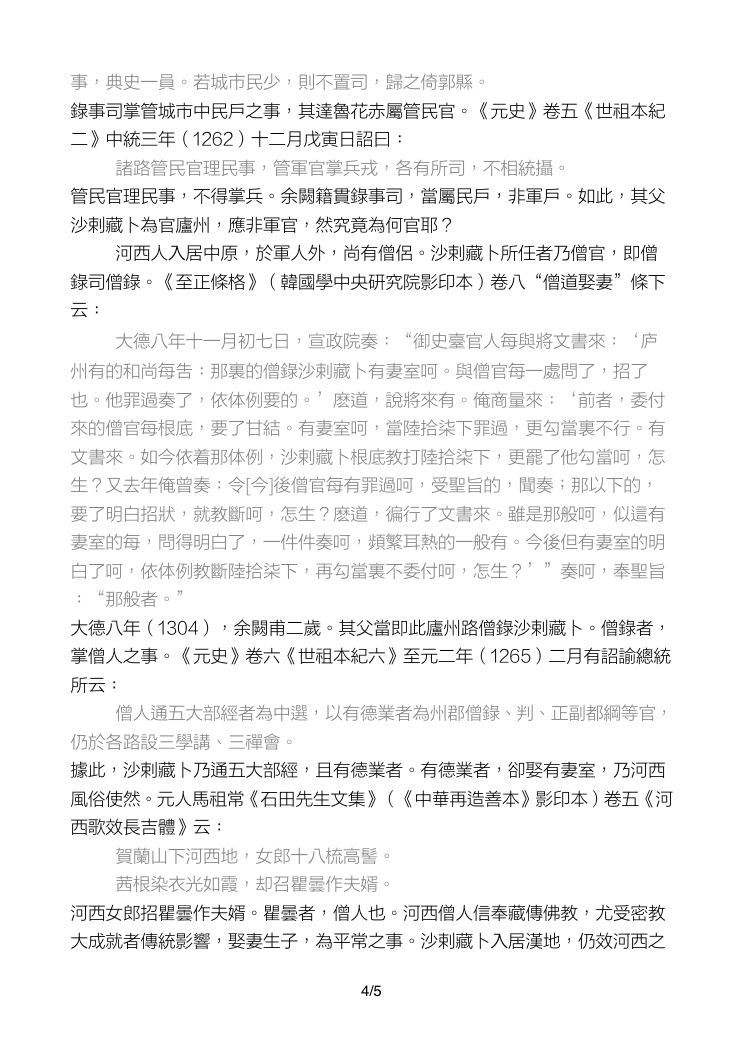 事，典史一員。若城市民少，則不置司，歸之倚郭縣。
錄事司掌管城市中民戶之事，其達魯花赤屬管民官。《元史》卷五《世祖本紀
二》中統三年（1262）十二月戊寅日詔曰：
諸路管民官理民事，管軍官掌兵戎，各有所司，不相統攝。
管民官理民事，不得掌兵。余闕籍貫錄事司，當屬民戶，非軍戶。如此，其父
沙剌藏卜為官廬州，應非軍官，然究竟為何官耶？
河西人入居中原，於軍人外，尚有僧侶。沙剌藏卜所任者乃僧官，即僧
錄司僧錄。《至正條格》（韓國學中央研究院影印本）卷八“僧道娶妻”條下
云：
大德八年十一月初七日，宣政院奏：“御史臺官人每與將文書來：‘庐
州有的和尚每告：那裏的僧錄沙剌藏卜有妻室呵。與僧官每一處問了，招了
也。他罪過奏了，依体例要的。’麽道，說將來有。俺商量來：‘前者，委付
來的僧官每根底，要了甘結。有妻室呵，當陸拾柒下罪過，更勾當裏不行。有
文書來。如今依着那体例，沙剌藏卜根底教打陸拾柒下，更罷了他勾當呵，怎
生？又去年俺曾奏：令[今]後僧官每有罪過呵，受聖旨的，聞奏；那以下的，
要了明白招狀，就教斷呵，怎生？麽道，徧行了文書來。雖是那般呵，似這有
妻室的每，問得明白了，一件件奏呵，頻繁耳熱的一般有。今後但有妻室的明
白了呵，依体例教斷陸拾柒下，再勾當裏不委付呵，怎生？’”奏呵，奉聖旨
：“那般者。”
大德八年（1304），余闕甫二歲。其父當即此廬州路僧錄沙剌藏卜。僧錄者，
掌僧人之事。《元史》卷六《世祖本紀六》至元二年（1265）二月有詔諭總統
所云：
僧人通五大部經者為中選，以有德業者為州郡僧錄、判、正副都綱等官，
仍於各路設三學講、三禪會。
據此，沙剌藏卜乃通五大部經，且有德業者。有德業者，卻娶有妻室，乃河西
風俗使然。元人馬祖常《石田先生文集》（《中華再造善本》影印本）卷五《河
西歌效長吉體》云：
賀蘭山下河西地，女郎十八梳高髻。
茜根染衣光如霞，却召瞿曇作夫婿。
河西女郎招瞿曇作夫婿。瞿曇者，僧人也。河西僧人信奉藏傳佛教，尤受密教
大成就者傳統影響，娶妻生子，為平常之事。沙剌藏卜入居漢地，仍效河西之
4/5